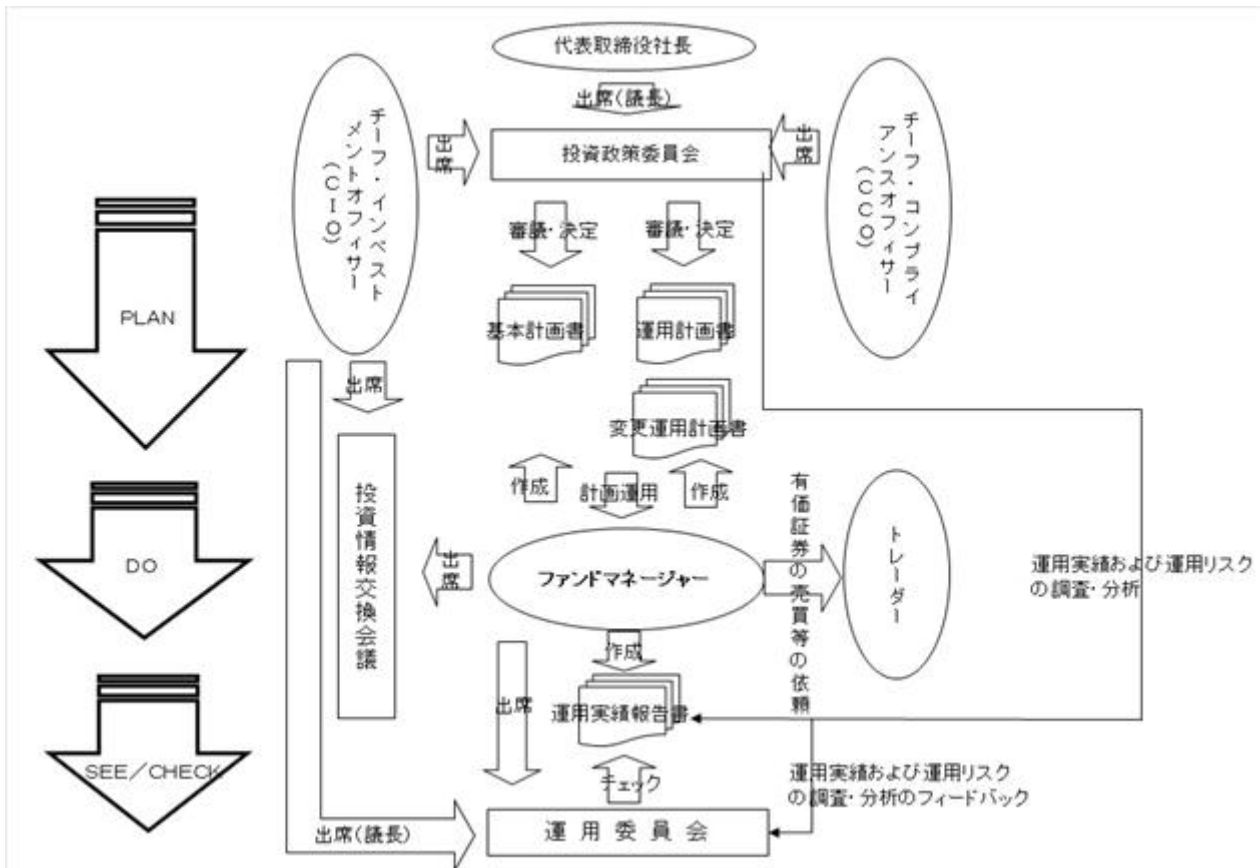 代表取締役社長
出席(議長)
チーフ・インベスト
メントオフィサー
(CIO)
出席
投資政策委員会
出席
チーフ・コンプライ
アンスオフィサー
(CCO)
審議・決定
審議・決定
PLAN
基本計画書
運用計画書
出席
変更運用計画書
作成
計画運用
作成
投資情報交換会議
DO
出席
ファンドマネージャー
有価証券の売買等の依頼
トレーダー
運用実績および運用リスク
の調査・分析
作成
出席
運用実績報告書
SEE/CHECK
チェック
運用実績および運用リスク
の調査・分析のフィードバック
出席(議長)
運用委員会